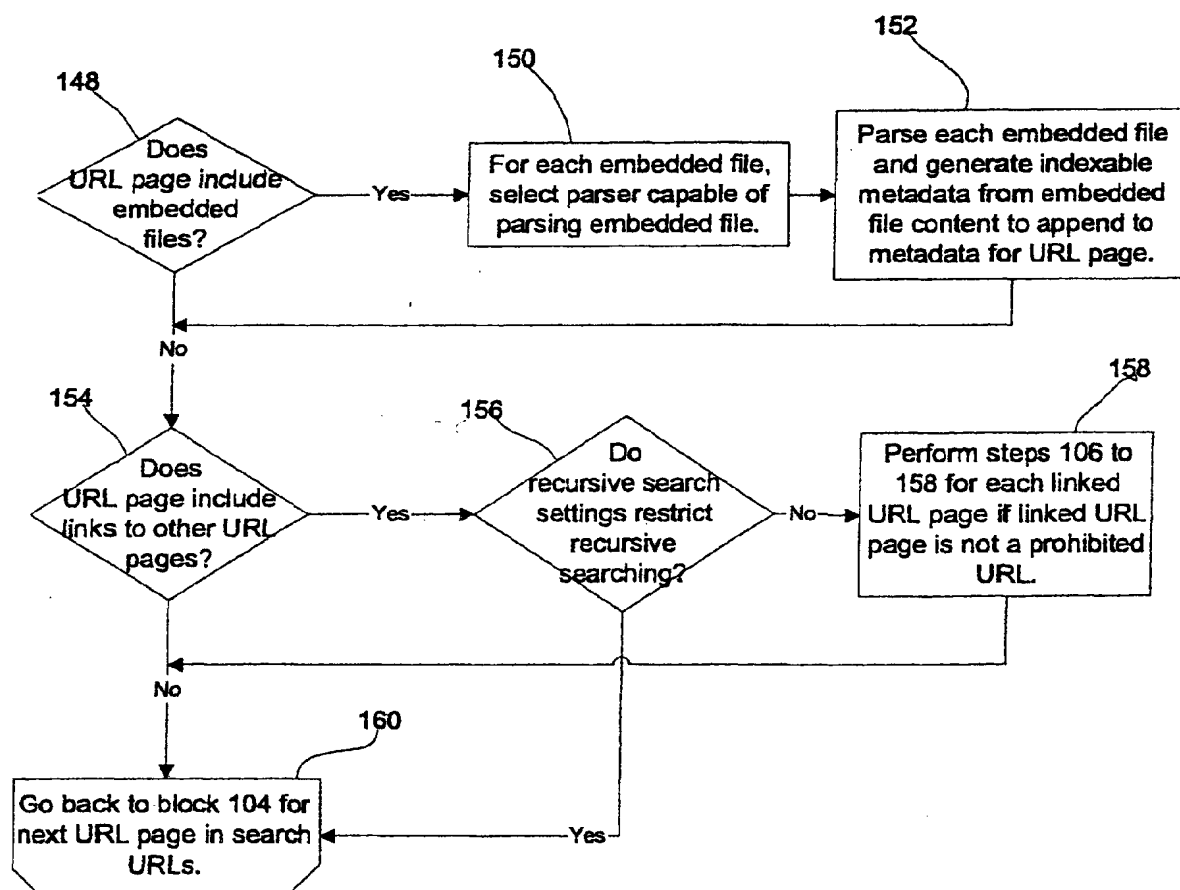 148
Does
URL page include
embedded
files?
Yes
150
For each embedded file,
select parser capable of
parsing embedded file.
152
Parse each embedded file
and generate indexable
metadata from embedded
file content to append to
metadata for URL page.
No
154
Does
URL page include
links to other URL
pages?
Yes
156
Do
recursive search
settings restrict
recursive
searching?
No
158
Perform steps 106 to
158 for each linked
URL page if linked URL
page is not a prohibited
URL.
No
Yes
160
Go back to block 104 for
next URL page in search
URLs.